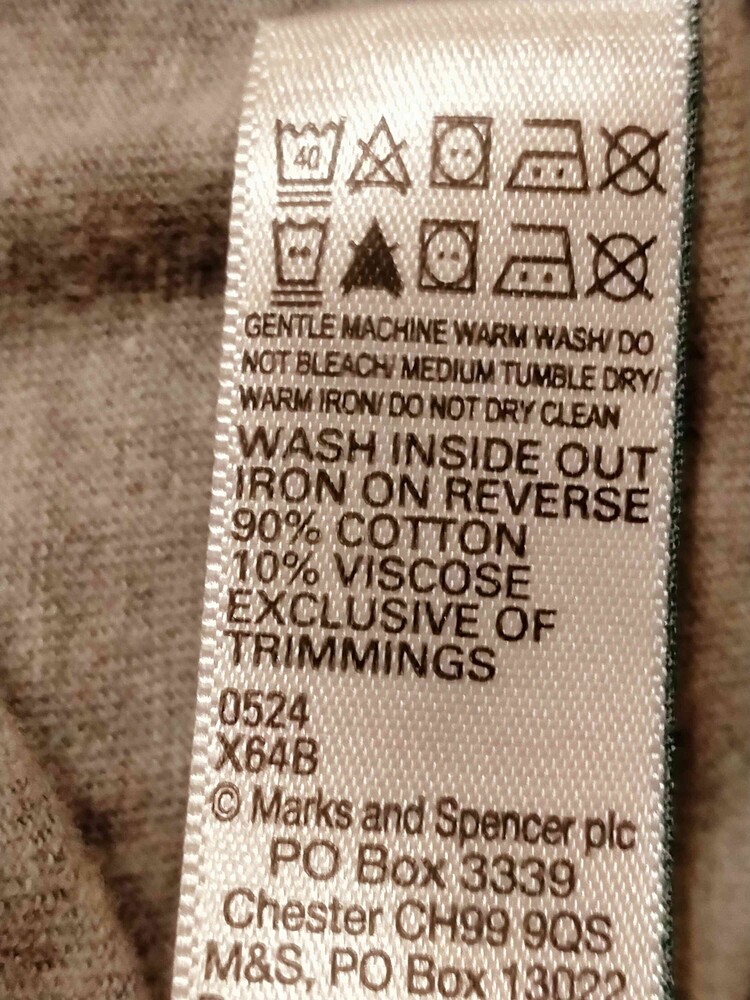 40
GENTLE MACHINE WARM WASH/ DO
NOT BLEACH/ MEDIUM TUMBLE DRY/
WARM IRON/ DO NOT DRY CLEAN
WASH INSIDE OUT
IRON ON REVERSE
90% COTTON
10% VISCOSE
EXCLUSIVE OF
TRIMMINGS
0524
X64B
© Marks and Spencer plc
PO Box 3339
Chester CH99 9QS
M&S, PO Box 13022